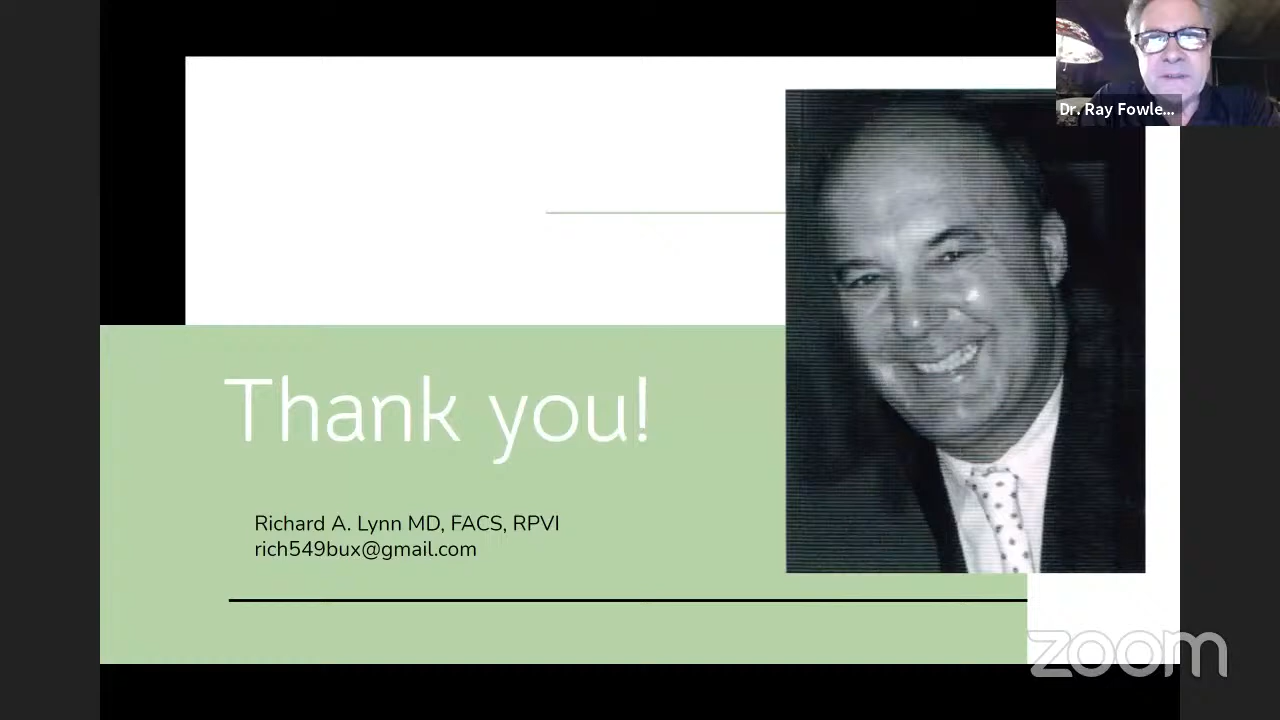 Dr. Ray Fowle...
Thank you!
Richard A. Lynn MD, FACS, RPVI
rich549bux@gmail.com
zoom